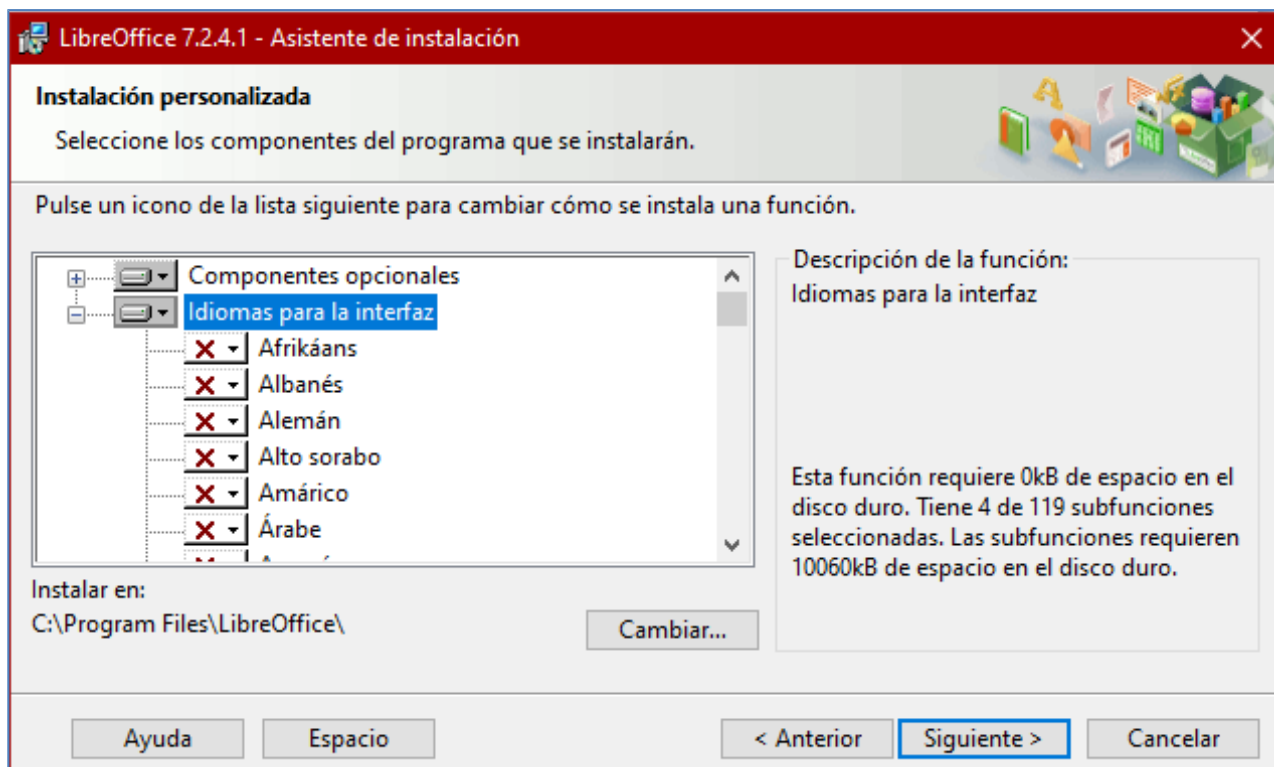 LibreOffice 7.2.4.1 - Asistente de instalación
Instalación personalizada
Seleccione los componentes del programa que se instalarán.
Pulse un icono de la lista siguiente para cambiar cómo se instala una función.
Componentes opcionales
Idiomas para la interfaz
Afrikáans
Albanés
Alemán
Alto sorabo
Amárico
Árabe
Descripción de la función:
Idiomas para la interfaz
Esta función requiere 0kB de espacio en el
disco duro. Tiene 4 de 119 subfunciones
seleccionadas. Las subfunciones requieren
10060kB de espacio en el disco duro.
Instalar en:
C:\Program Files\LibreOffice\
Cambiar...
Ayuda
Espacio
< Anterior
Siguiente >
Cancelar